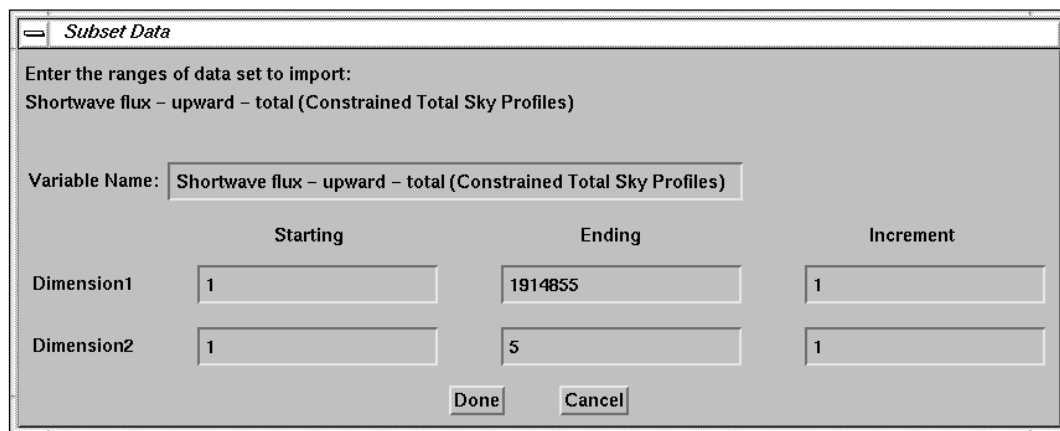 Subset Data
Enter the ranges of data set to import:
Shortwave flux – upward – total (Constrained Total Sky Profiles)
Variable Name: Shortwave flux – upward – total (Constrained Total Sky Profiles)
Starting Ending Increment
Dimension1 1 1914855 1
Dimension2 1 5 1
Done Cancel